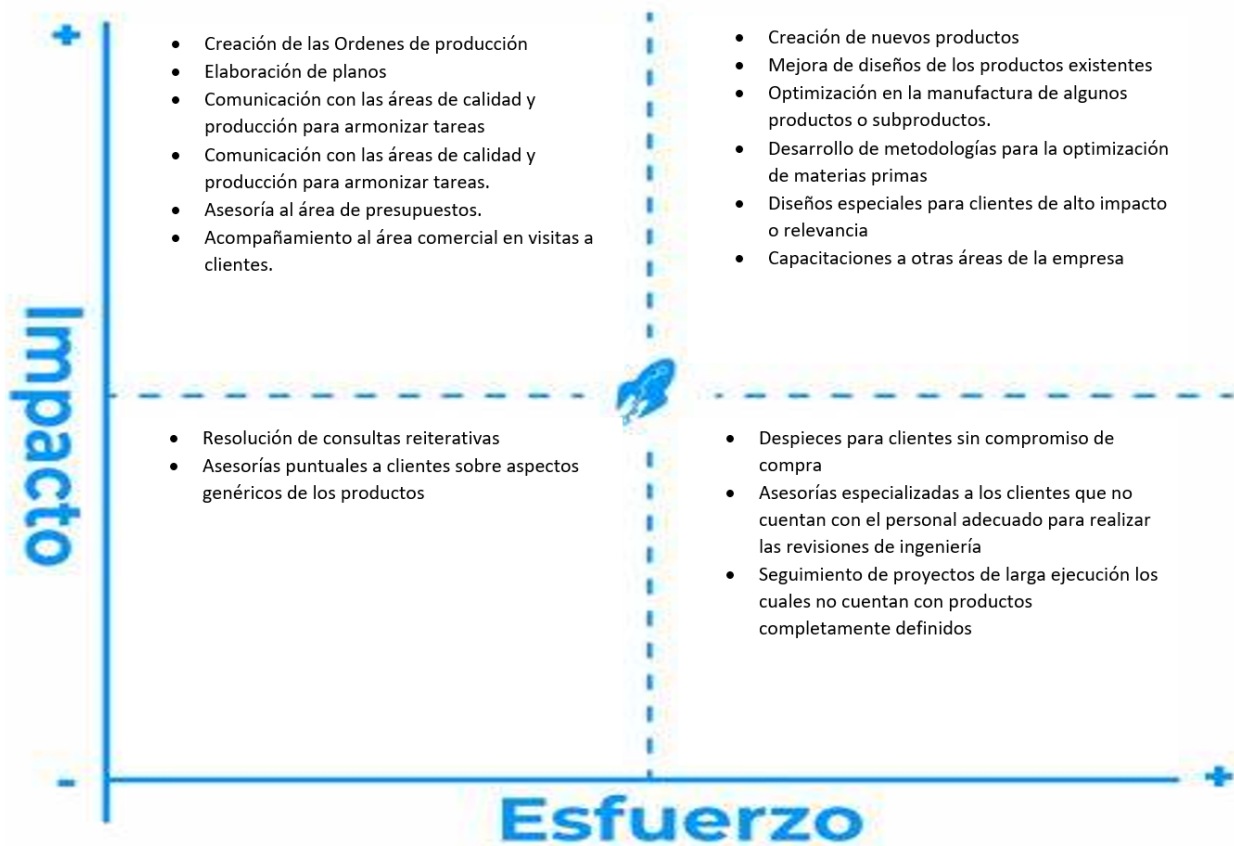 +
• Creación de las Ordenes de producción
• Elaboración de planos
• Comunicación con las áreas de calidad y
producción para armonizar tareas
• Comunicación con las áreas de calidad y
producción para armonizar tareas.
• Asesoría al área de presupuestos.
• Acompañamiento al área comercial en visitas a
clientes.
• Creación de nuevos productos
• Mejora de diseños de los productos existentes
• Optimización en la manufactura de algunos
productos o subproductos.
• Desarrollo de metodologías para la optimización
de materias primas
• Diseños especiales para clientes de alto impacto
o relevancia
• Capacitaciones a otras áreas de la empresa
Impacto
• Resolución de consultas reiterativas
• Asesorías puntuales a clientes sobre aspectos
genéricos de los productos
• Despieces para clientes sin compromiso de
compra
• Asesorías especializadas a los clientes que no
cuentan con el personal adecuado para realizar
las revisiones de ingeniería
• Seguimiento de proyectos de larga ejecución los
cuales no cuentan con productos
completamente definidos
-
+
Esfuerzo